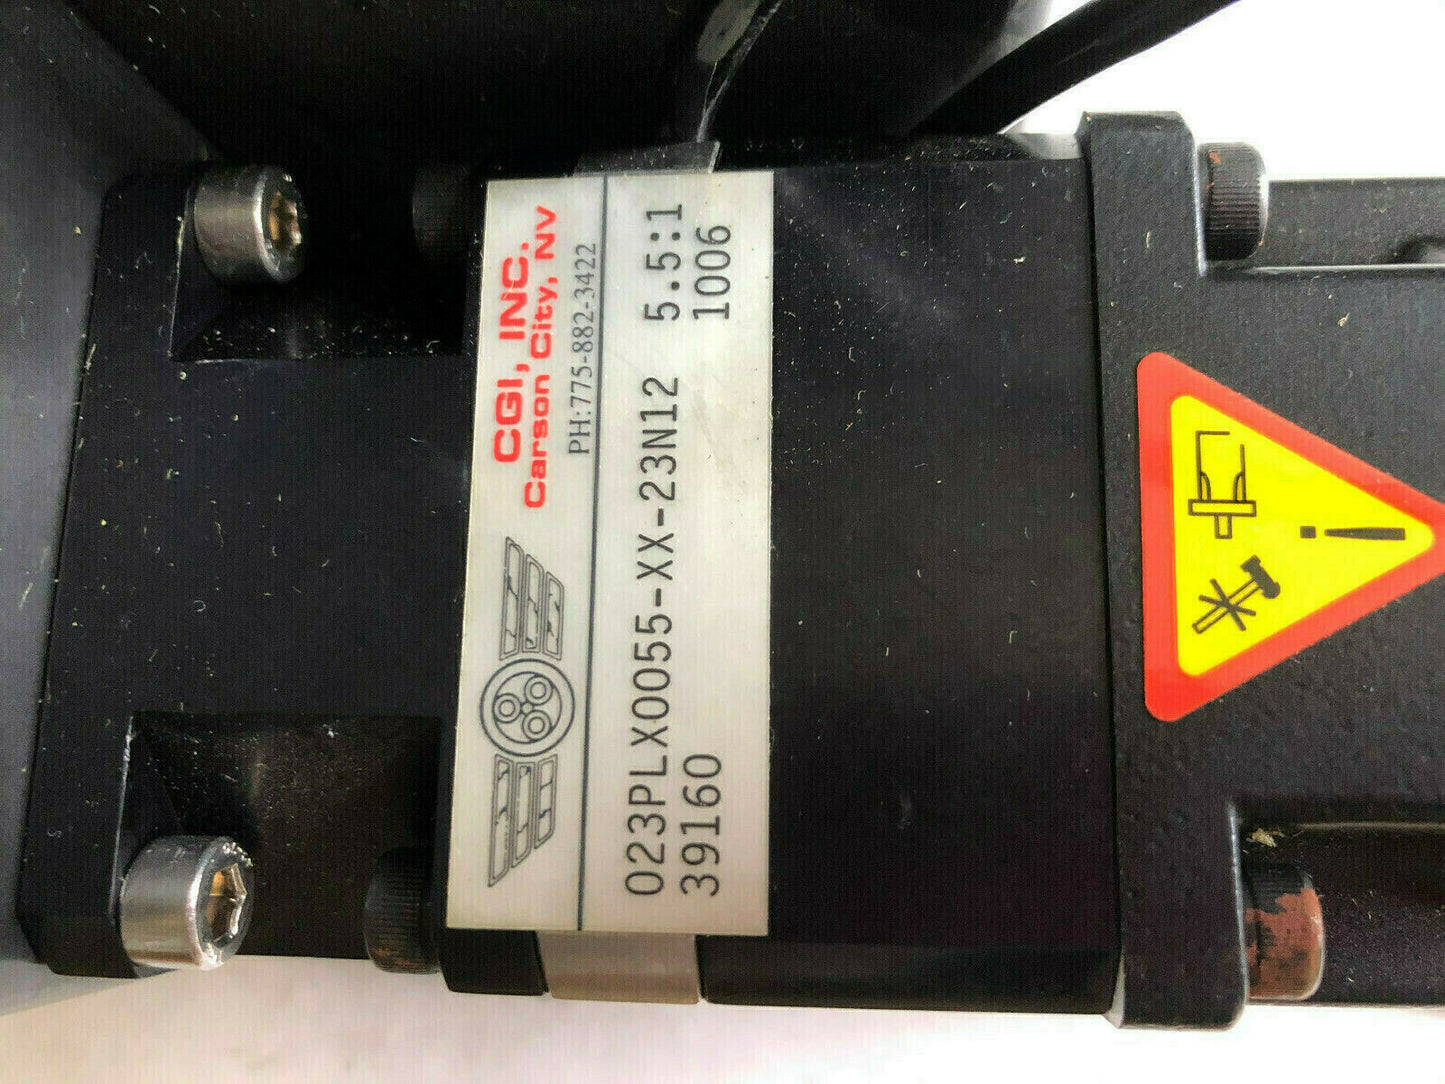 CGI, INC.
Carson City, NV
PH:775-882-3422
023PLX0055-XX-23N12 5.5:1
39160 1006